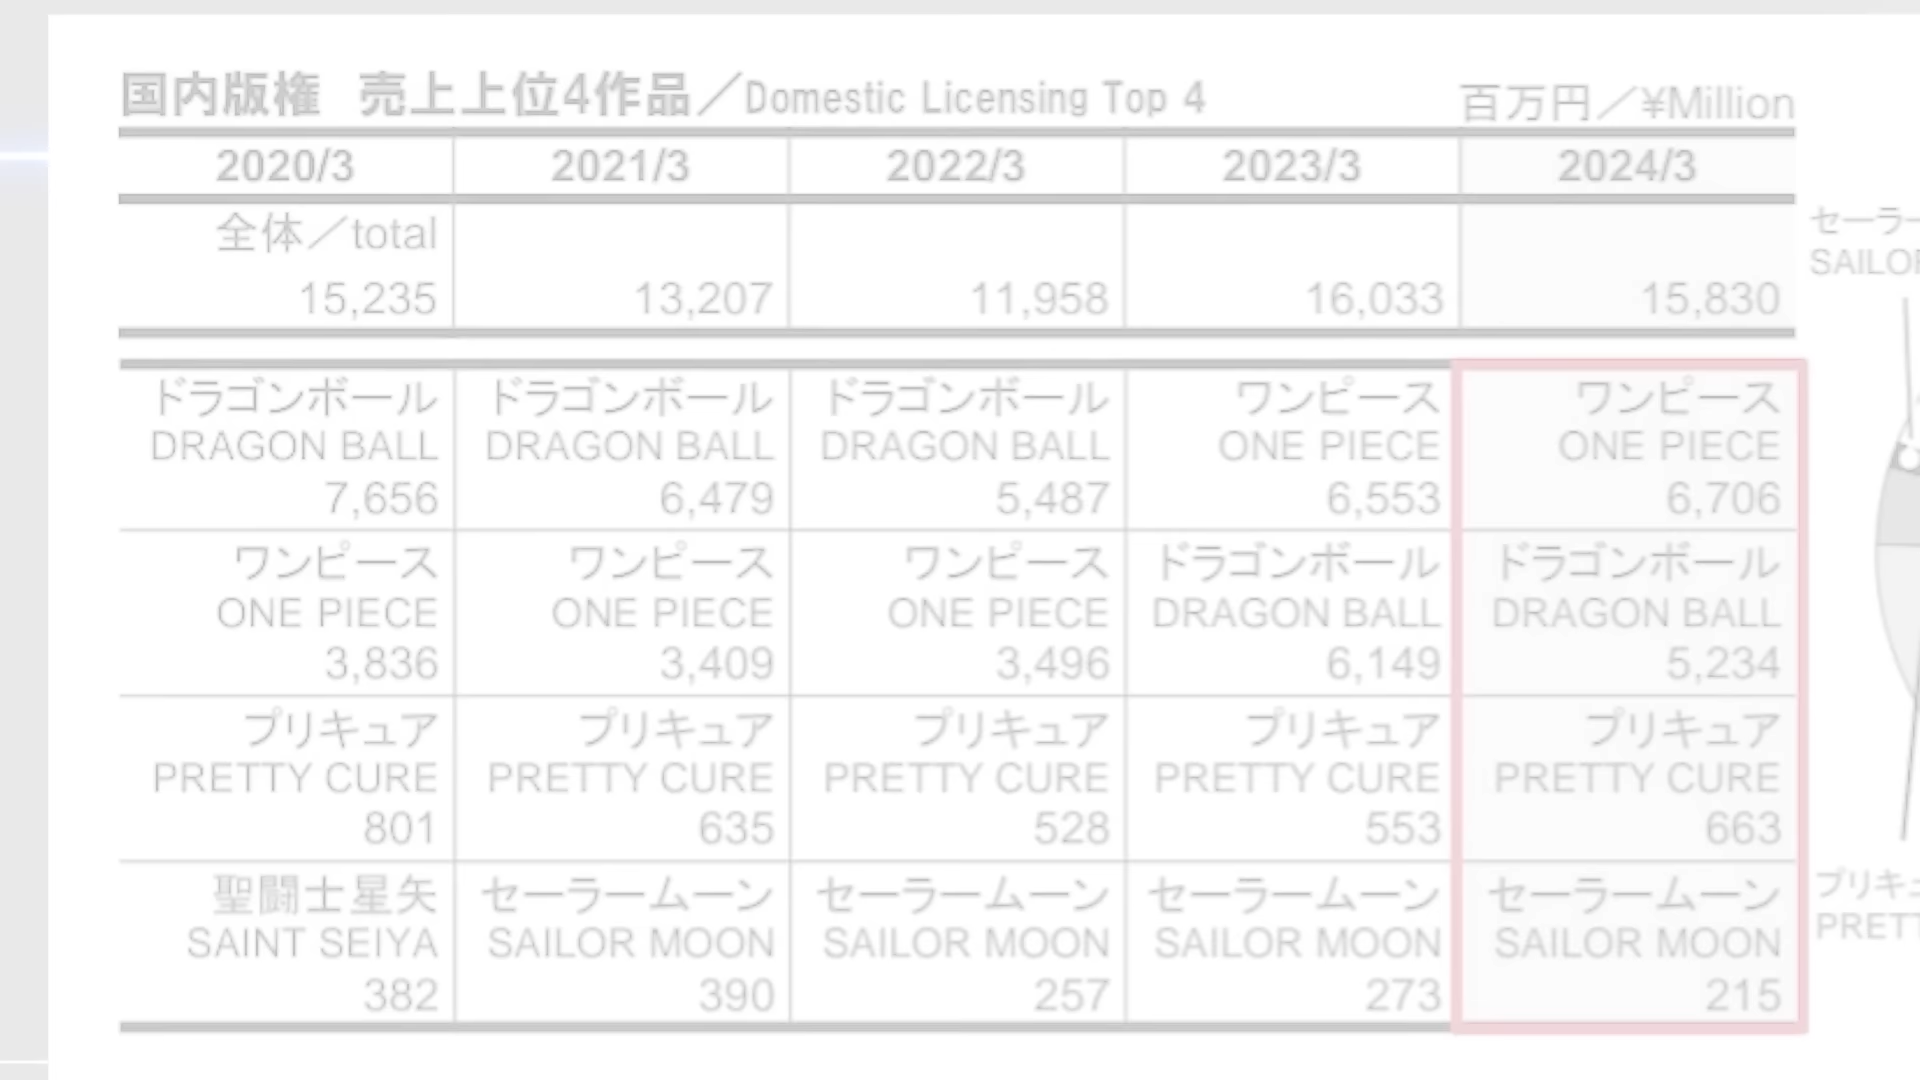 国内版権 売上上位4作品／Domestic Licensing Top 4 百万円／¥Million
2020/3 2021/3 2022/3 2023/3 2024/3
全体／total
15,235 13,207 11,958 16,033 15,830
ドラゴンボール ドラゴンボール ドラゴンボール ワンピース ワンピース
DRAGON BALL DRAGON BALL DRAGON BALL ONE PIECE ONE PIECE
7,656 6,479 5,487 6,553 6,706
ワンピース ワンピース ワンピース ドラゴンボール ドラゴンボール
ONE PIECE ONE PIECE ONE PIECE DRAGON BALL DRAGON BALL
3,836 3,409 3,496 6,149 5,234
プリキュア プリキュア プリキュア プリキュア プリキュア
PRETTY CURE PRETTY CURE PRETTY CURE PRETTY CURE PRETTY CURE
801 635 528 553 663
聖闘士星矢 セーラームーン セーラームーン セーラームーン セーラームーン
SAINT SEIYA SAILOR MOON SAILOR MOON SAILOR MOON SAILOR MOON
382 390 257 273 215
セーラー
SAILO
プリキ
PRET